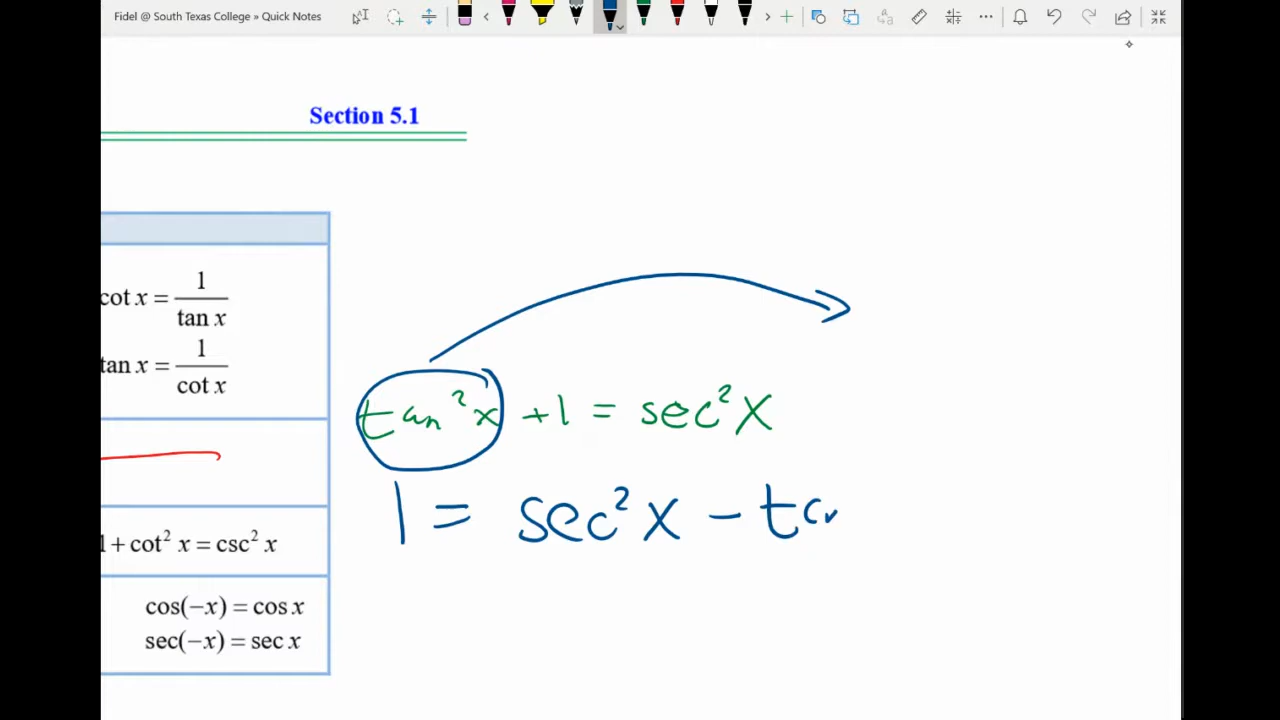 Fidel @ South Texas College » Quick Notes
Section 5.1
cot x = 1/tan x
tan x = 1/cot x
tan²x +1 = sec²x
1 = sec²x - ta
1 + cot² x = csc² x
cos(−x) = cos x
sec(−x) = sec x